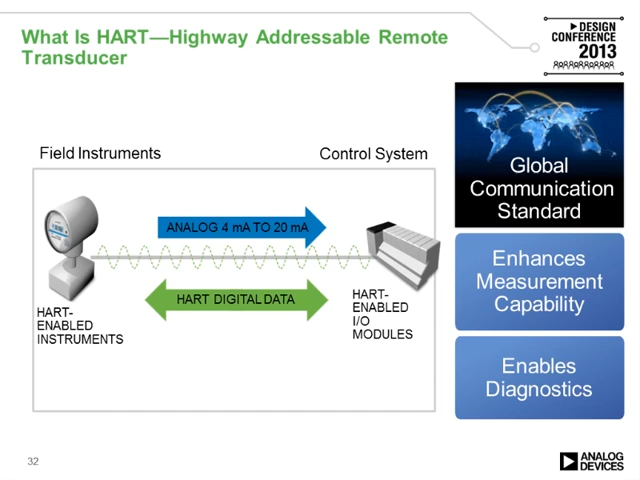 What Is HART—Highway Addressable Remote
Transducer
DESIGN
CONFERENCE
2013
Field Instruments
Control System
ANALOG 4 mA TO 20 mA
HART DIGITAL DATA
HART-
ENABLED
INSTRUMENTS
HART-
ENABLED
I/O
MODULES
Global
Communication
Standard
Enhances
Measurement
Capability
Enables
Diagnostics
32
ANALOG
DEVICES